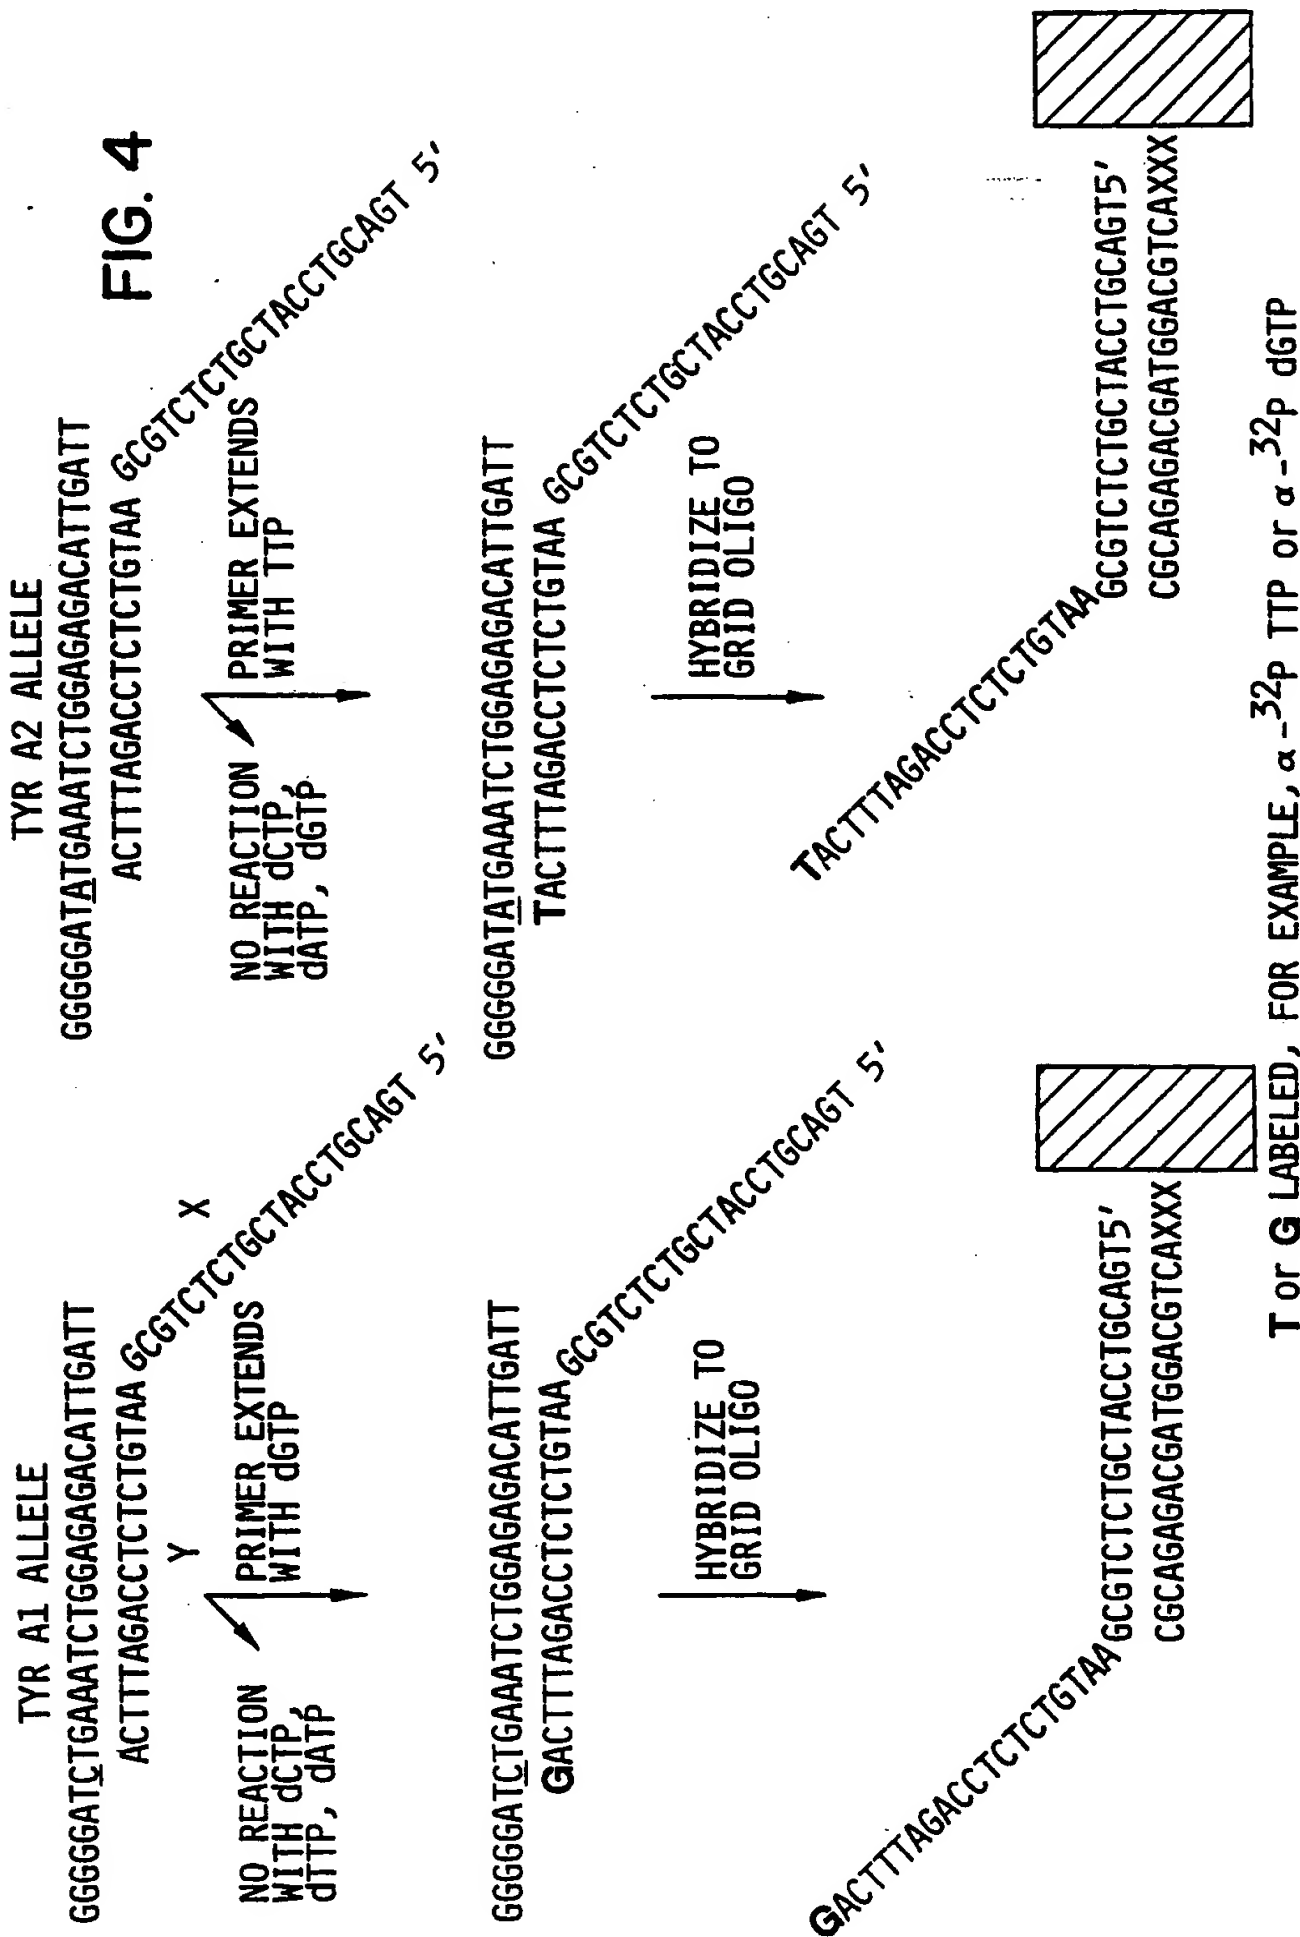 FIG. 4
TYR A1 ALLELE
GGGGGATCTGAAATCTGGAGAGACATTGATT
ACTTTAGACCTCTCTGTAA GCGTCTCTGCTACCTGCAGT 5'
Y
X
NO REACTION
WITH dCTP,
dTTP, dATP
PRIMER EXTENDS
WITH dGTP
GGGGGATCTGAAATCTGGAGAGACATTGATT
GACTTTAGACCTCTCTGTAA GCGTCTCTGCTACCTGCAGT 5'
HYBRIDIZE TO
GRID OLIGO
GACTTTAGACCTCTCTGTAA GCGTCTCTGCTACCTGCAGT5'
CGCAGAGACGATGGACGTCAXXX
TYR A2 ALLELE
GGGGATATGAAATCTGGAGAGACATTGATT
ACTTTAGACCTCTCTGTAA GCGTCTCTGCTACCTGCAGT 5'
NO REACTION
WITH dCTP,
dATP, dGTP
PRIMER EXTENDS
WITH TTP
GGGGGATATGAATCTGGAGAGACATTGATT
TACTTTAGACCTCTCTGTAA GCGTCTCTGCTACCTGCAGT 5'
HYBRIDIZE TO
GRID OLIGO
TACTTTAGACCTCTCTGTAA GCGTCTCTGCTACCTGCAGT5'
CGCAGAGACGATGGACGTCAXXX
T or G LABELED, FOR EXAMPLE, α-32P TTP or α-32P dGTP